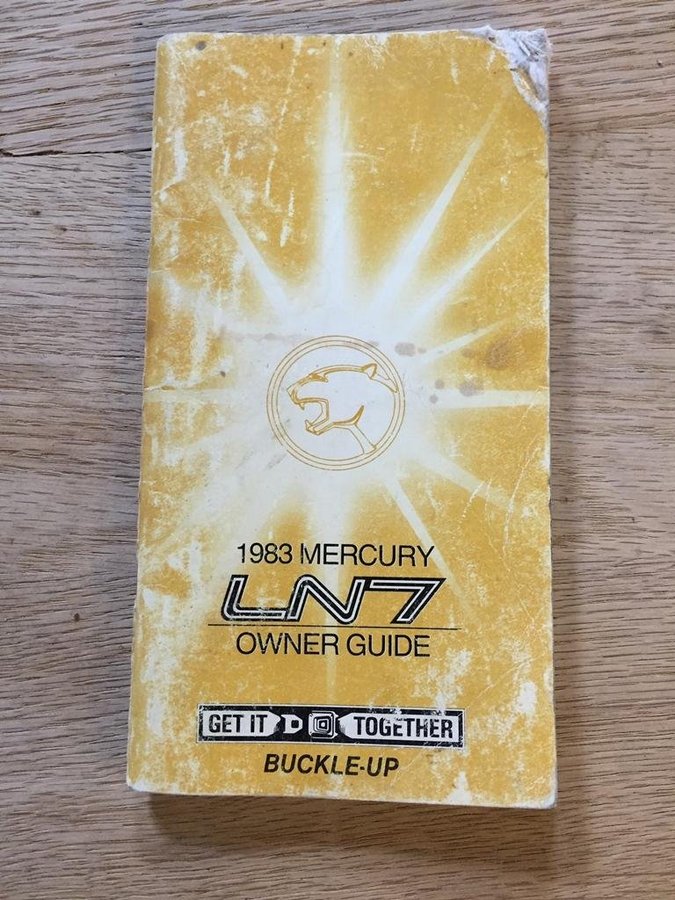 1983 MERCURY
LN7
OWNER GUIDE
GET IT TOGETHER
BUCKLE-UP